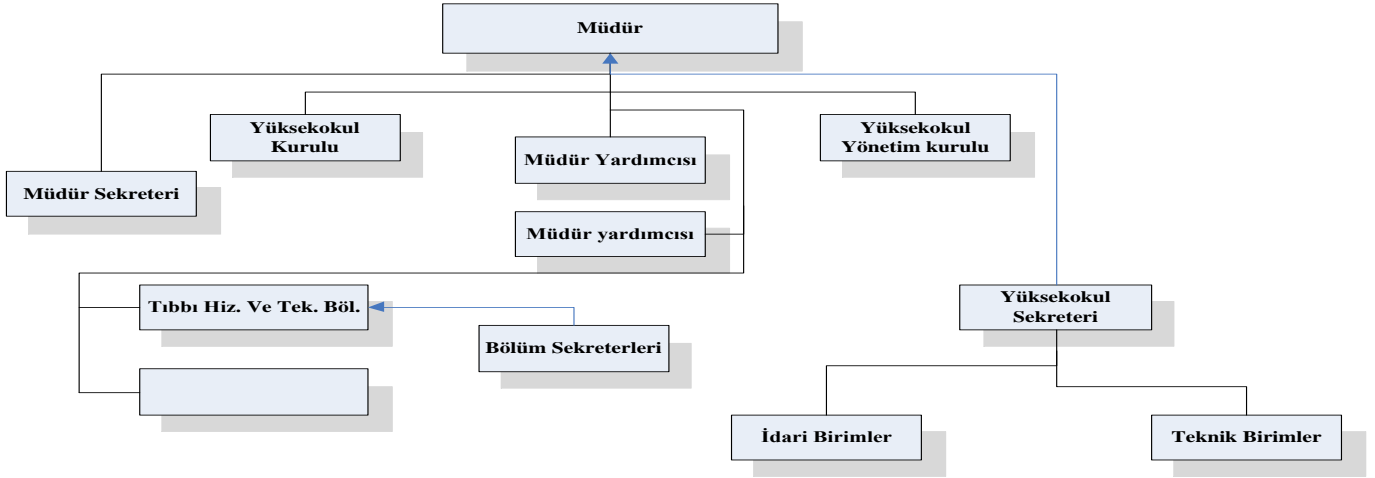 Müdür
Yüksekokul
Kurulu
Yüksekokul
Yönetim kurulu
Müdür Yardımcısı
Müdür Sekreteri
Müdür yardımcısı
Tıbbı Hiz. Ve Tek. Böl.
Yüksekokul
Sekreteri
Bölüm Sekreterleri
İdari Birimler
Teknik Birimler